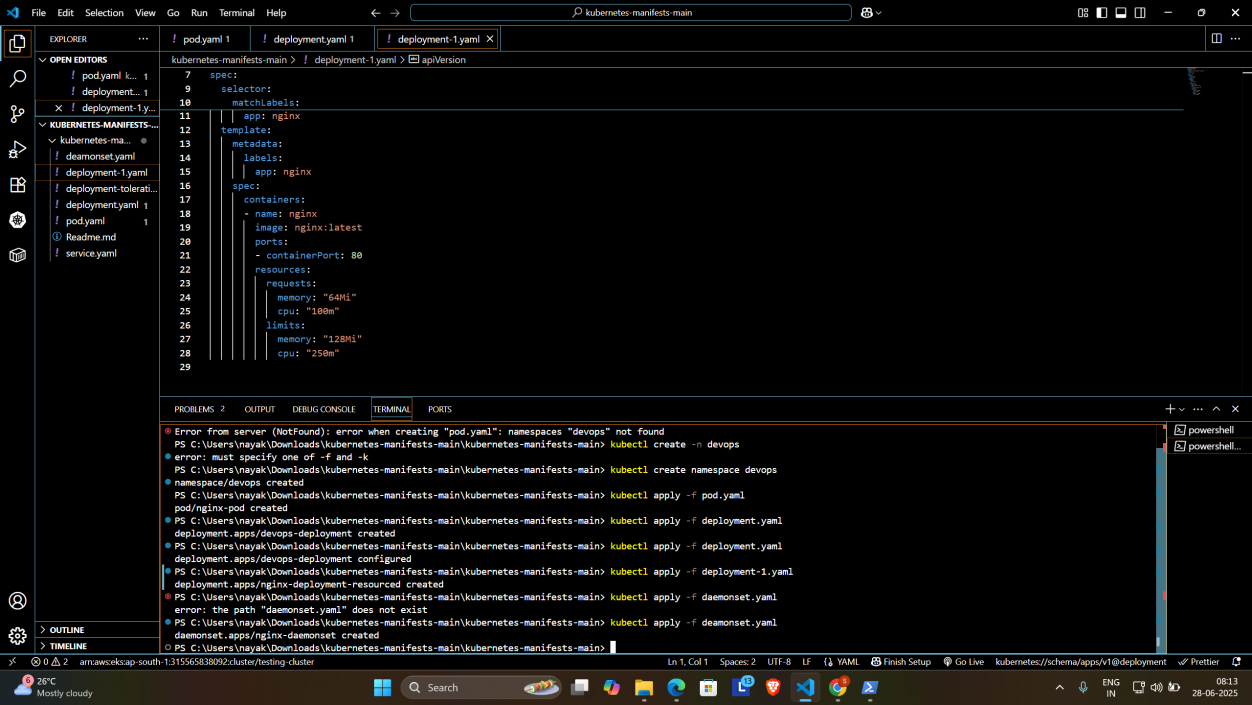 File Edit Selection View Go Run Terminal Help
kubernetes-manifests-main
EXPLORER
pod.yaml 1
deployment.yaml 1
deployment-1.yaml
OPEN EDITORS
pod.yaml k... 1
deployment... 1
deployment-1.y...
KUBERNETES-MANIFESTS-...
kubernetes-ma...
deamonset.yaml
deployment-1.yaml
deployment-tolerati...
deployment.yaml 1
pod.yaml 1
Readme.md
service.yaml
OUTLINE
TIMELINE
kubernetes-manifests-main > deployment-1.yaml > apiVersion
7 spec:
9 selector:
10 matchLabels:
11 app: nginx
12 template:
13 metadata:
14 labels:
15 app: nginx
16 spec:
17 containers:
18 - name: nginx
19 image: nginx:latest
20 ports:
21 - containerPort: 80
22 resources:
23 requests:
24 memory: "64Mi"
25 cpu: "100m"
26 limits:
27 memory: "128Mi"
28 cpu: "250m"
29
PROBLEMS 2 OUTPUT DEBUG CONSOLE TERMINAL PORTS
Error from server (NotFound): error when creating "pod.yaml": namespaces "devops" not found
PS C:\Users\nayak\Downloads\kubernetes-manifests-main\kubernetes-manifests-main> kubectl create -n devops
error: must specify one of -f and -k
PS C:\Users\nayak\Downloads\kubernetes-manifests-main\kubernetes-manifests-main> kubectl create namespace devops
namespace/devops created
PS C:\Users\nayak\Downloads\kubernetes-manifests-main\kubernetes-manifests-main> kubectl apply -f pod.yaml
pod/nginx-pod created
PS C:\Users\nayak\Downloads\kubernetes-manifests-main\kubernetes-manifests-main> kubectl apply -f deployment.yaml
deployment.apps/devops-deployment created
PS C:\Users\nayak\Downloads\kubernetes-manifests-main\kubernetes-manifests-main> kubectl apply -f deployment.yaml
deployment.apps/devops-deployment configured
PS C:\Users\nayak\Downloads\kubernetes-manifests-main\kubernetes-manifests-main> kubectl apply -f deployment-1.yaml
deployment.apps/nginx-deployment-resourced created
PS C:\Users\nayak\Downloads\kubernetes-manifests-main\kubernetes-manifests-main> kubectl apply -f daemonset.yaml
error: the path "daemonset.yaml" does not exist
PS C:\Users\nayak\Downloads\kubernetes-manifests-main\kubernetes-manifests-main> kubectl apply -f deamonset.yaml
daemonset.apps/nginx-daemonset created
PS C:\Users\nayak\Downloads\kubernetes-manifests-main\kubernetes-manifests-main>
powershell
powershell...
0 2 arn:aws:eks:ap-south-1:315565838092:cluster/testing-cluster
Ln 1, Col 1 Spaces: 2 UTF-8 LF YAML Finish Setup Go Live kubernetes://schema/apps/v1@deployment Prettier
6
26°C
Mostly cloudy
Search
13
S
ENG
IN
08:13
28-06-2025